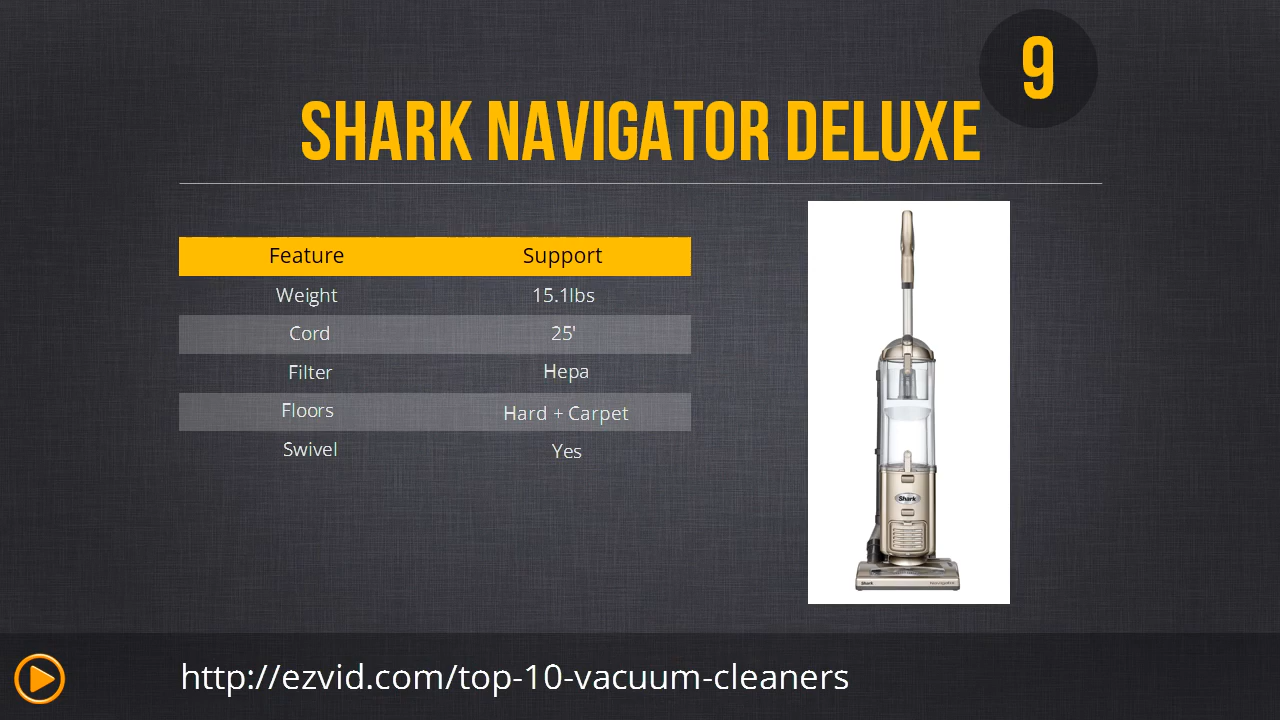 9
SHARK NAVIGATOR DELUXE
Feature Support
Weight 15.1lbs
Cord 25'
Filter Hepa
Floors Hard + Carpet
Swivel Yes
Shark
Shark
http://ezvid.com/top-10-vacuum-cleaners